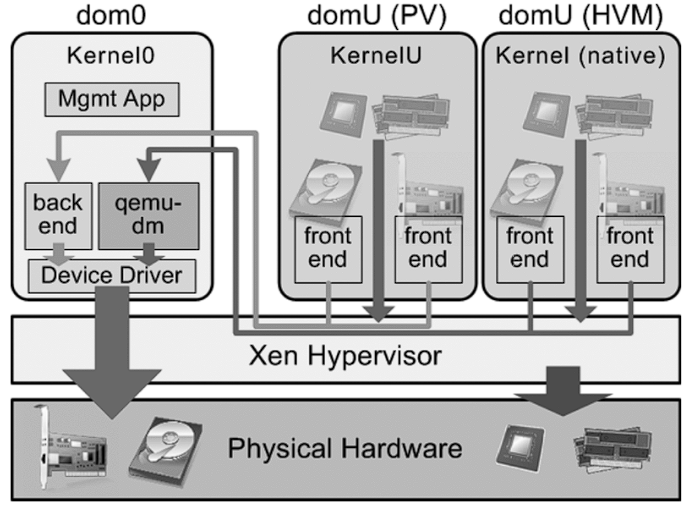 dom0
domU (PV)
domU (HVM)
Kernel0
KernelU
Kernel (native)
Mgmt App
back
end
qemu-
dm
front
end
front
end
front
end
front
end
Device Driver
Xen Hypervisor
Physical Hardware